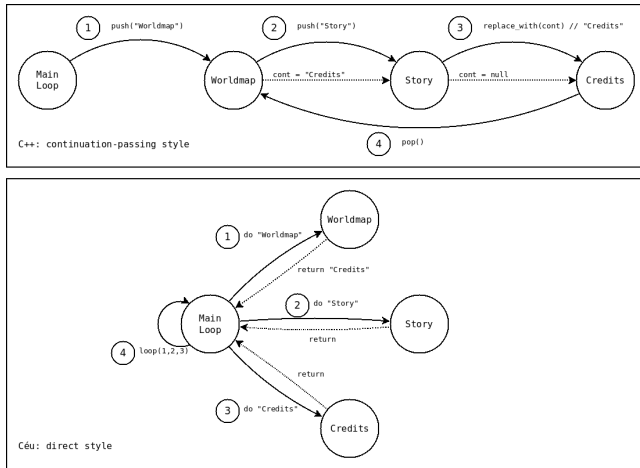 1 push("Worldmap")
2 push("Story")
3 replace_with(cont) // "Credits"
Main
Loop
Worldmap
cont = "Credits"
Story
cont = null
Credits
C++: continuation-passing style
4 pop()
Worldmap
1 do "Worldmap"
return "Credits"
2 do "Story"
Main
Loop
Story
return
4 loop(1,2,3)
return
3 do "Credits"
Credits
Céu: direct style